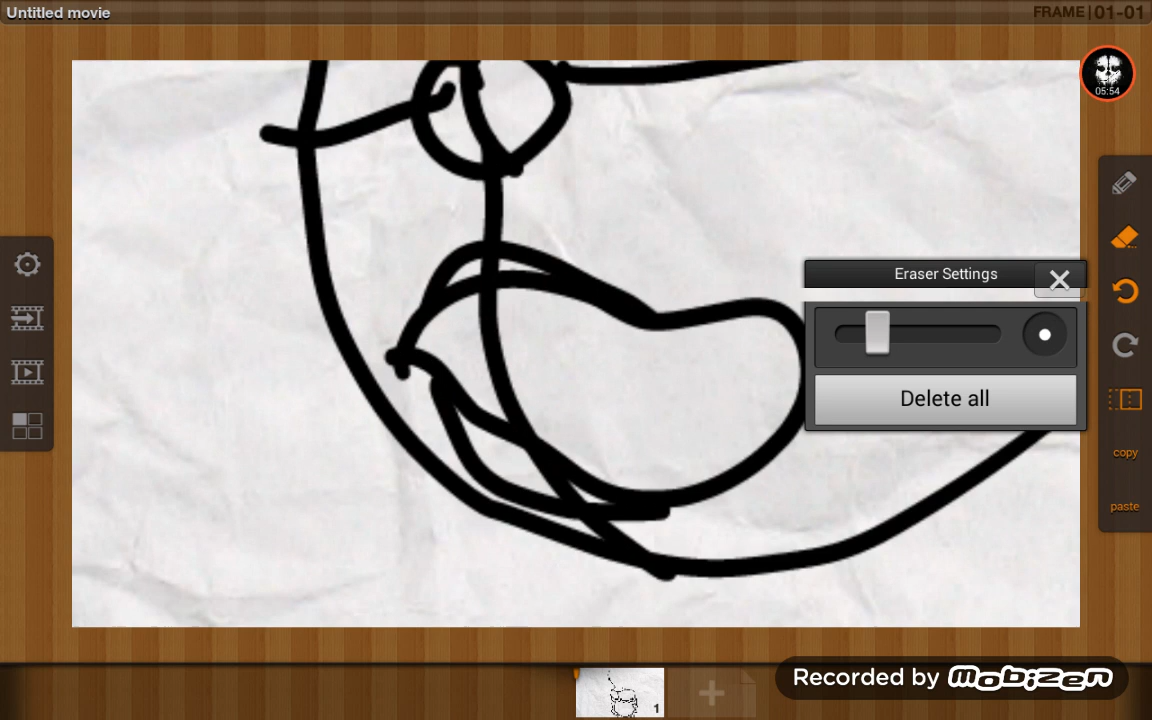 Untitled movie
FRAME | 01-01
05:54
Eraser Settings
Delete all
copy
paste
1
Recorded by Mobizen